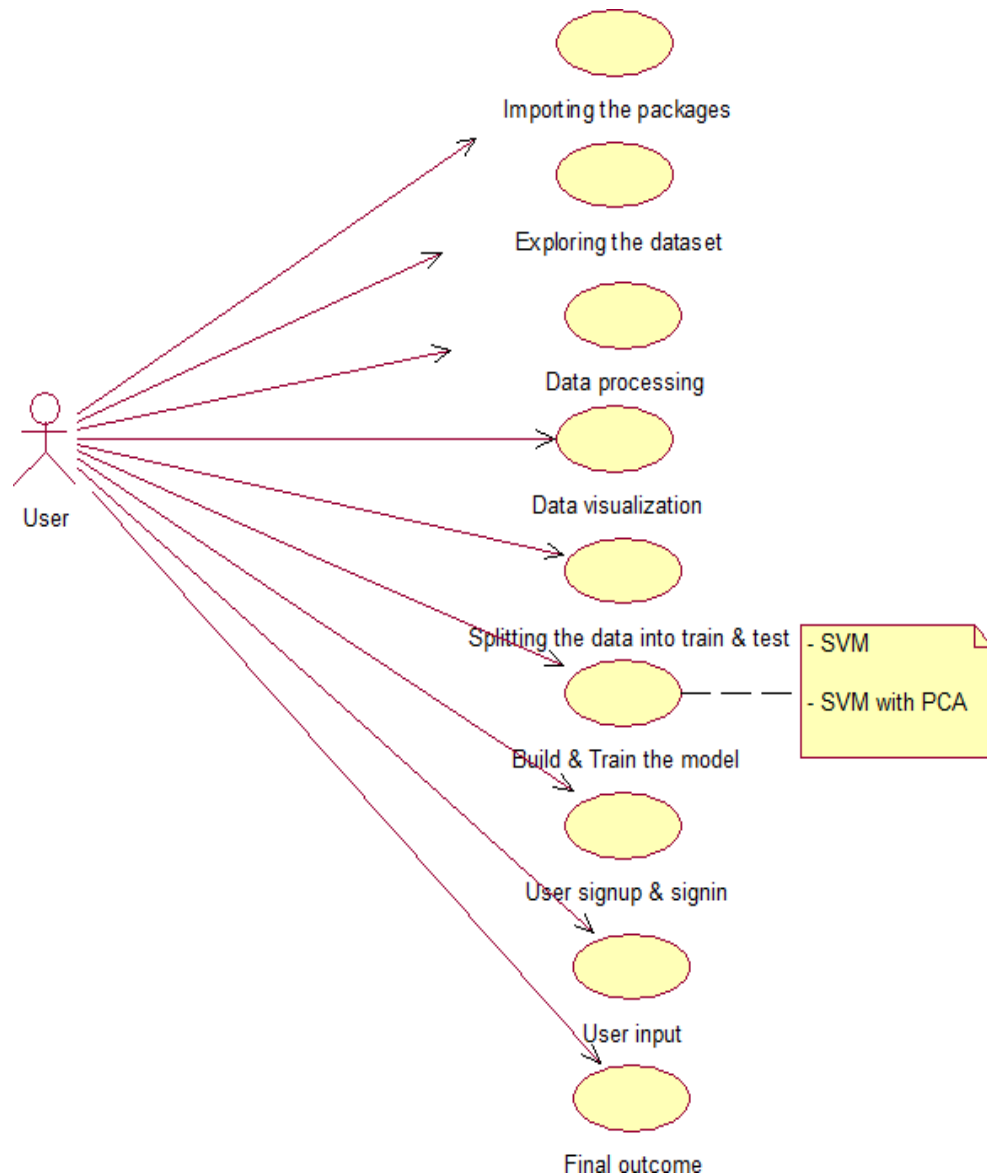 Importing the packages
Exploring the dataset
Data processing
User
Data visualization
Splitting the data into train & test
- SVM
- SVM with PCA
Build & Train the model
User signup & signin
User input
Final outcome